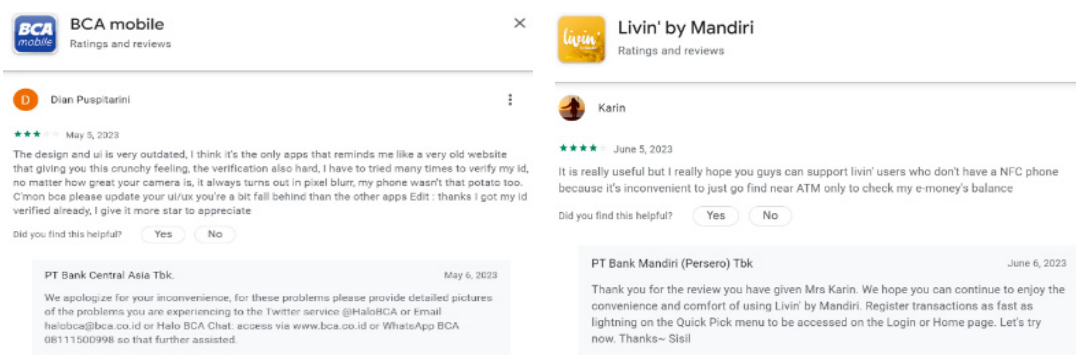 BCA
mobile
BCA mobile
Ratings and reviews
D
Dian Puspitarini
May 5, 2023
The design and ui is very outdated, I think it's the only apps that reminds me like a very old website
that giving you this crunchy feeling, the verification also hard, I have to tried many times to verify my id,
no matter how great your camera is, it always turns out in pixel blurr, my phone wasn't that potato too.
C'mon bca please update your ui/ux you're a bit fall behind than the other apps Edit : thanks I got my id
verified already, I give it more star to appreciate
Did you find this helpful? Yes No
PT Bank Central Asia Tbk. May 6, 2023
We apologize for your inconvenience, for these problems please provide detailed pictures
of the problems you are experiencing to the Twitter service @HaloBCA or Email
halobca@bca.co.id or Halo BCA Chat: access via www.bca.co.id or WhatsApp BCA
08111500998 so that further assisted.
livin'
Livin' by Mandiri
Ratings and reviews
Karin
June 5, 2023
It is really useful but I really hope you guys can support livin' users who don't have a NFC phone
because it's inconvenient to just go find near ATM only to check my e-money's balance
Did you find this helpful? Yes No
PT Bank Mandiri (Persero) Tbk June 6, 2023
Thank you for the review you have given Mrs Karin. We hope you can continue to enjoy the
convenience and comfort of using Livin' by Mandiri. Register transactions as fast as
lightning on the Quick Pick menu to be accessed on the Login or Home page. Let's try
now. Thanks~ Sisil